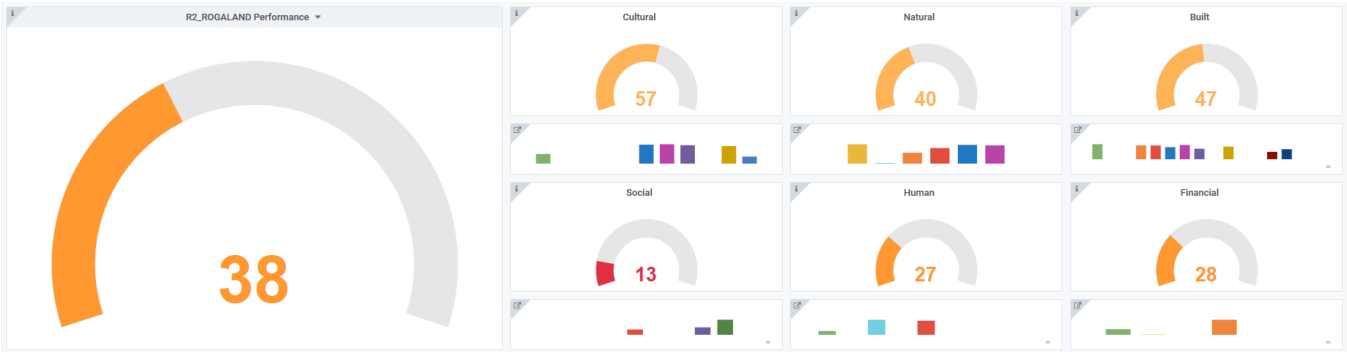 R2_ROGALAND Performance
38
Cultural
57
Natural
40
Built
47
Social
13
Human
27
Financial
28